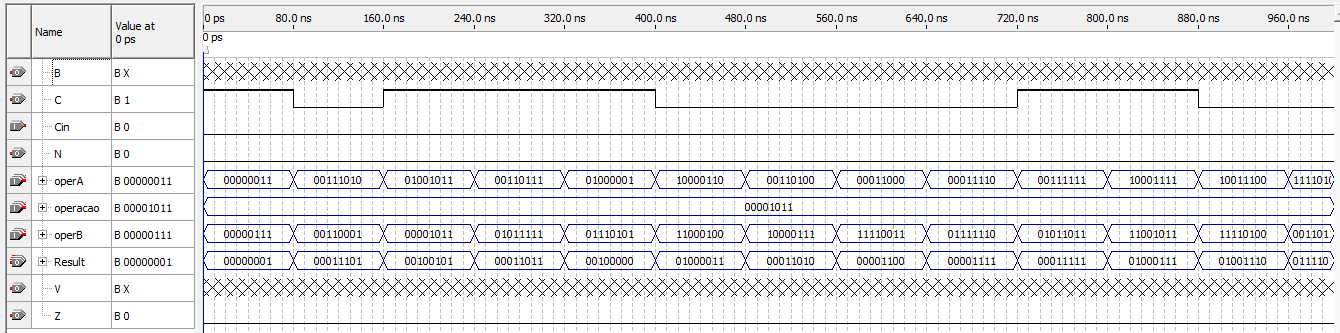 Name Value at 0 ps
0 ps 80.0 ns 160.0 ns 240.0 ns 320.0 ns 400.0 ns 480.0 ns 560.0 ns 640.0 ns 720.0 ns 800.0 ns 880.0 ns 960.0 ns
0 ps
B B X
C B 1
Cin B 0
N B 0
operA B 00000011 00000011 00111010 01001011 00110111 01000001 10000110 00110100 00011000 00011110 00111111 10001111 10011100 1111010
operacao B 00001011 00001011
operB B 00000111 00000111 00110001 00001011 01011111 01110101 11000100 10000111 11110011 01111110 01011011 11001011 11110100 001101
Result B 00000001 00000001 00011101 00100101 00011011 00100000 01000011 00011010 00001100 00001111 00011111 01000111 01001110 011110
V B X
Z B 0